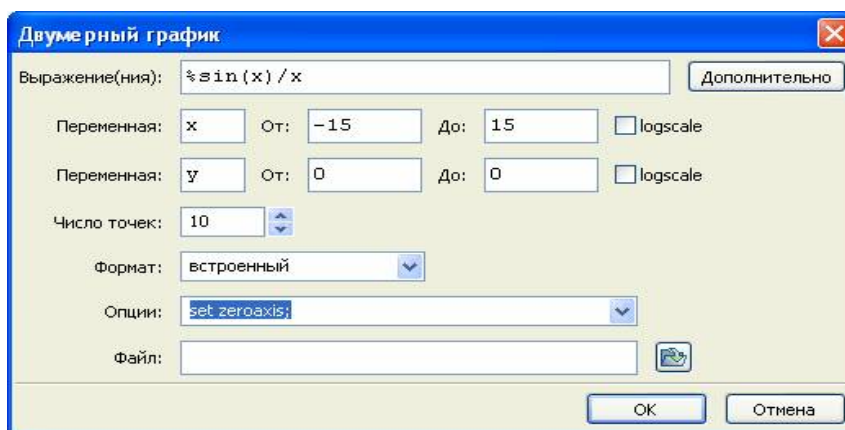 Двумерный график
Выражение(ния): %sin(x)/x Дополнительно
Переменная: x От: -15 До: 15 logscale
Переменная: y От: 0 До: 0 logscale
Число точек: 10
Формат: встроенный
Опции: set zeroaxis;
Файл:
OK Отмена